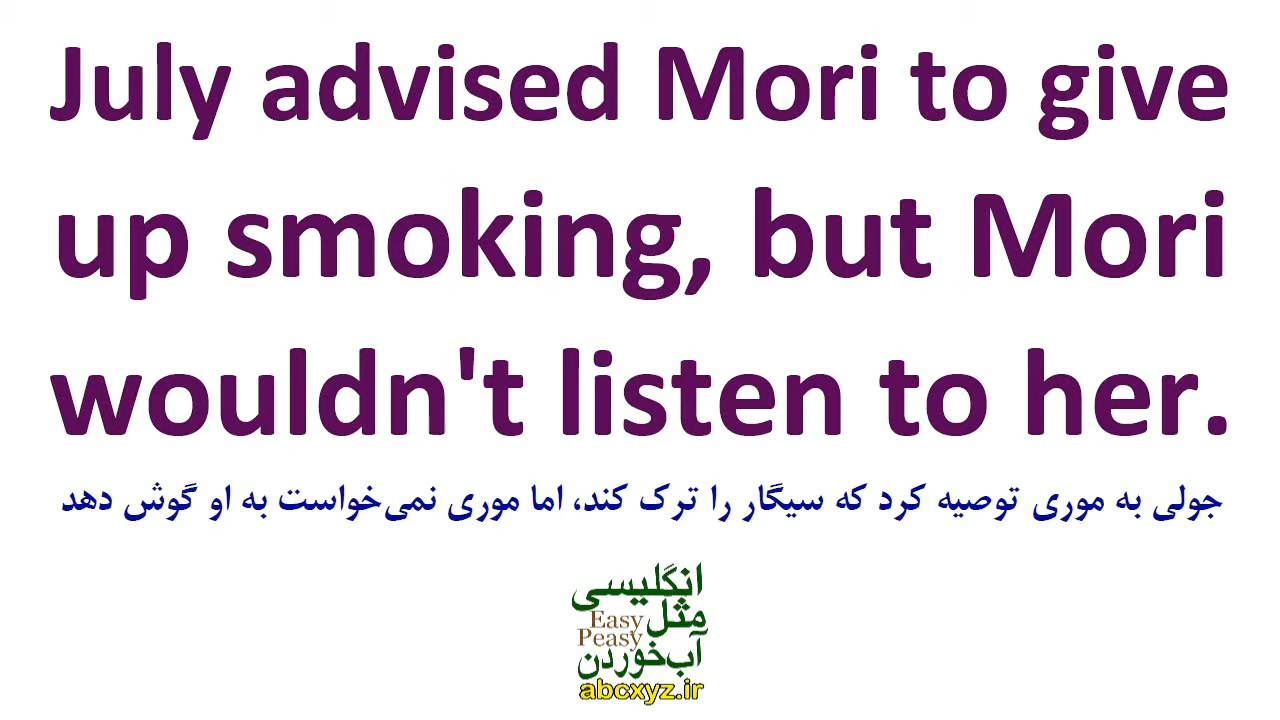 July advised Mori to give
up smoking, but Mori
wouldn't listen to her.
جولی به موری توصیه کرد که سیگار را ترک کند، اما موری نمی‌خواست به او گوش دهد
انگلیسی
مثل
Easy
Peasy
آب‌خوردن
abcxyz.ir